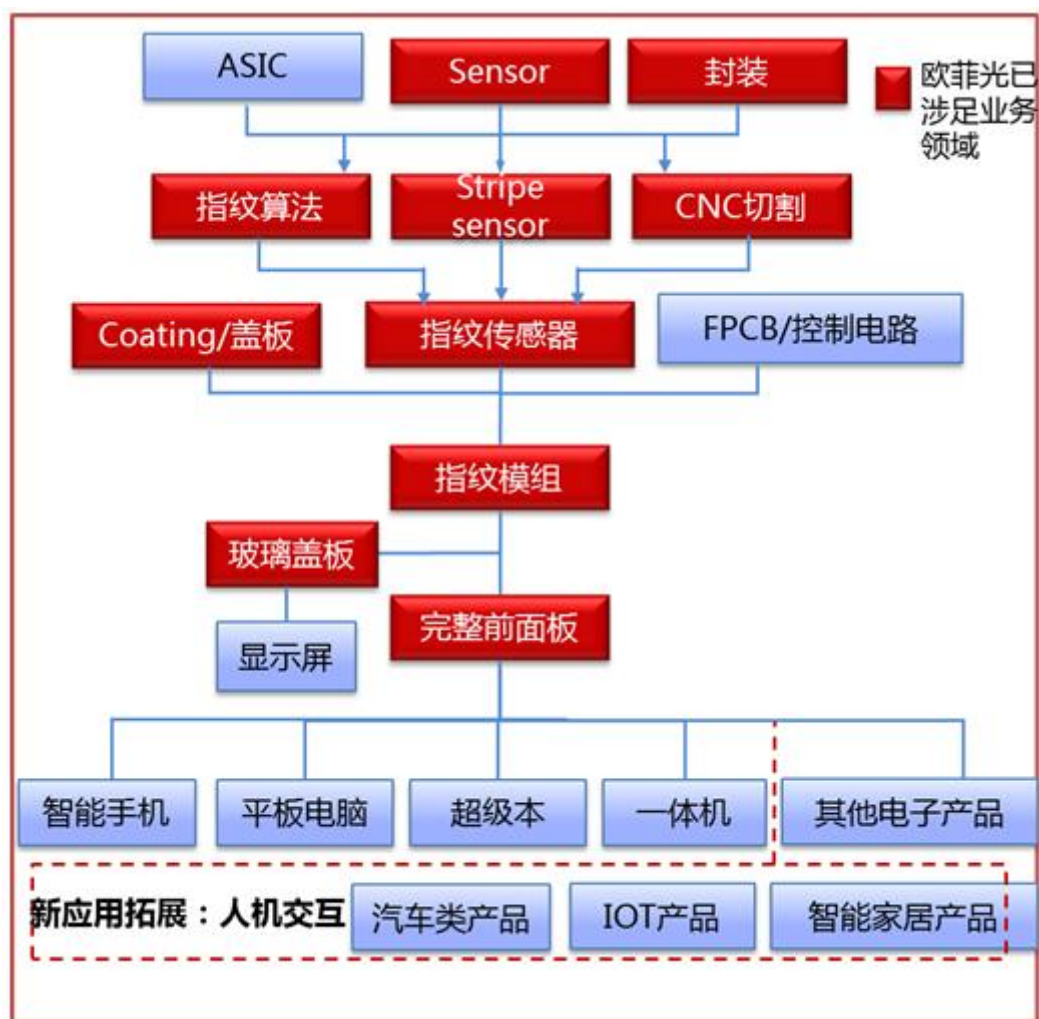 ASIC
Sensor
封装
欧菲光已
涉足业务
领域
指纹算法
Stripe
sensor
CNC切割
Coating/盖板
指纹传感器
FPCB/控制电路
指纹模组
玻璃盖板
完整前面板
显示屏
智能手机
平板电脑
超级本
一体机
其他电子产品
新应用拓展：人机交互
汽车类产品
IOT产品
智能家居产品